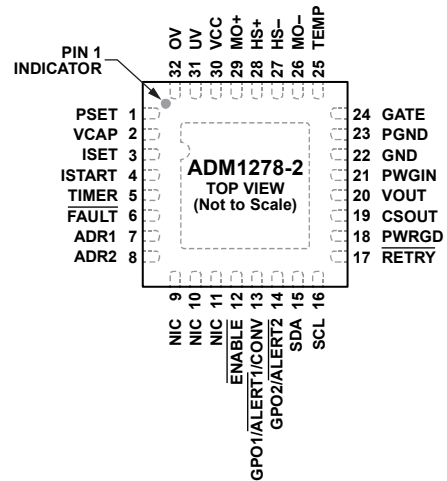 32 OV
31 UV
30 VCC
29 MO+
28 HS+
27 HS–
26 MO–
25 TEMP
PIN 1
INDICATOR
PSET 1
VCAP 2
ISET 3
ISTART 4
TIMER 5
FAULT 6
ADR1 7
ADR2 8
ADM1278-2
TOP VIEW
(Not to Scale)
24 GATE
23 PGND
22 GND
21 PWGIN
20 VOUT
19 CSOUT
18 PWRGD
17 RETRY
NIC 9
NIC 10
NIC 11
ENABLE 12
GPO1/ALERT1/CONV 13
GPO2/ALERT2 14
SDA 15
SCL 16